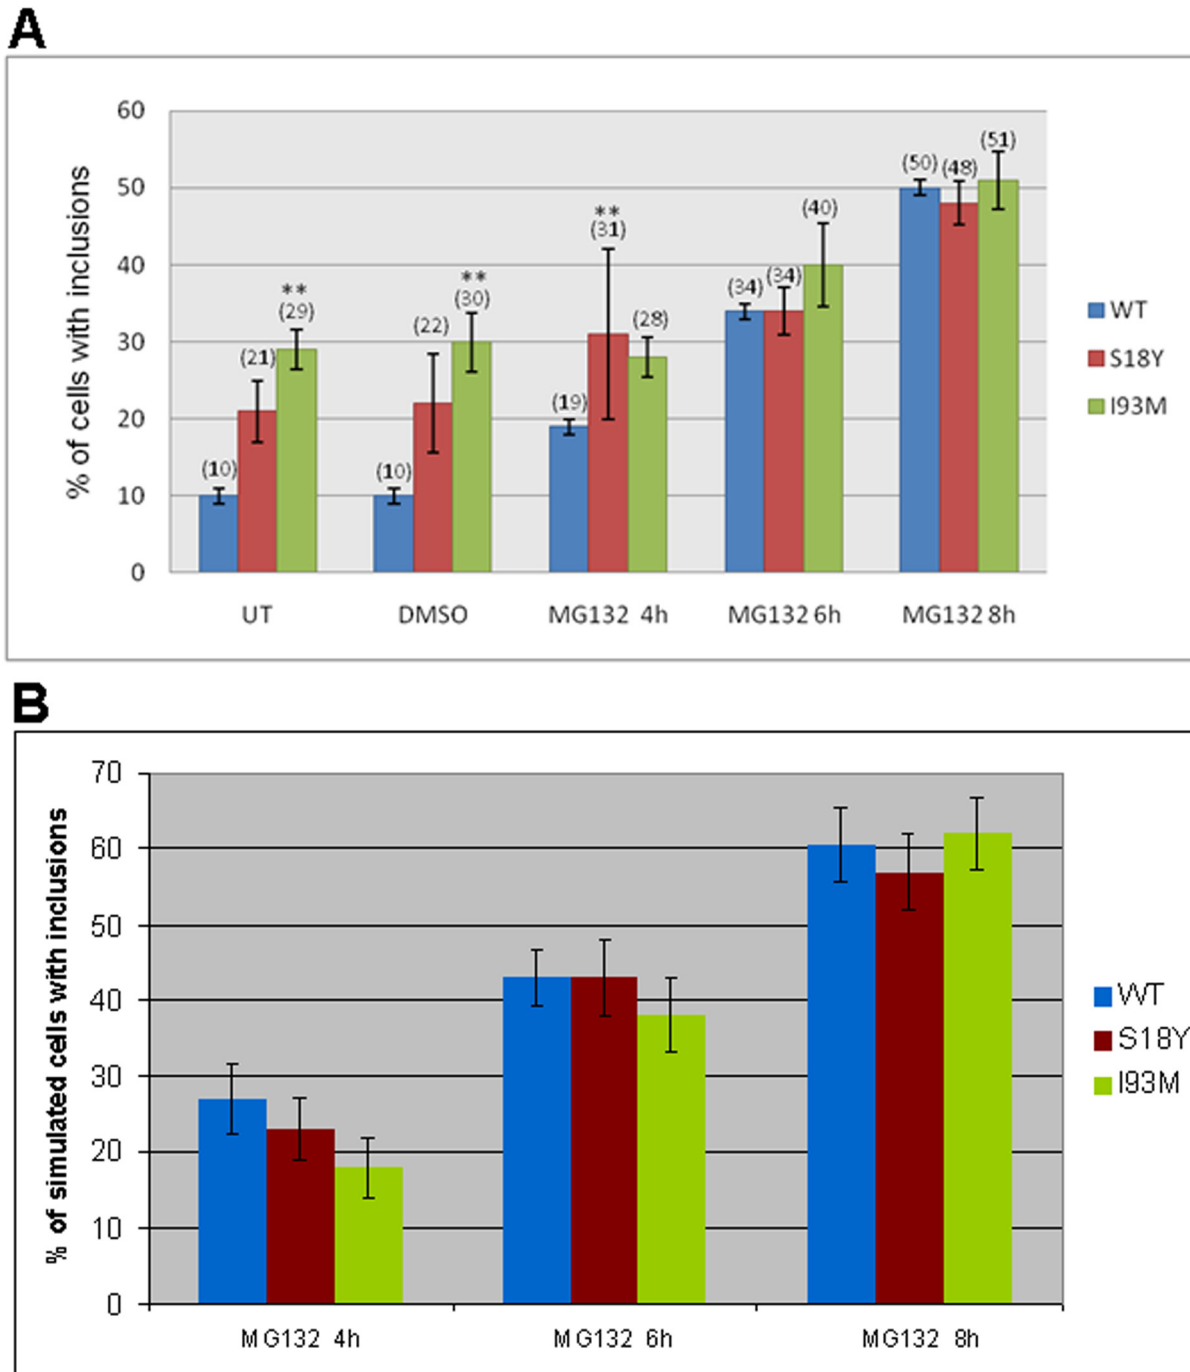 A
60
50
40
30
20
10
0
% of cells with inclusions
(10)
(21)
**
(29)
(10)
(22)
**
(30)
(19)
**
(31)
(28)
(34)
(34)
(40)
(50)
(48)
(51)
UT
DMSO
MG132 4h
MG132 6h
MG132 8h
WT
S18Y
I93M
B
70
60
50
40
30
20
10
0
% of simulated cells with inclusions
MG132 4h
MG132 6h
MG132 8h
WT
S18Y
I93M